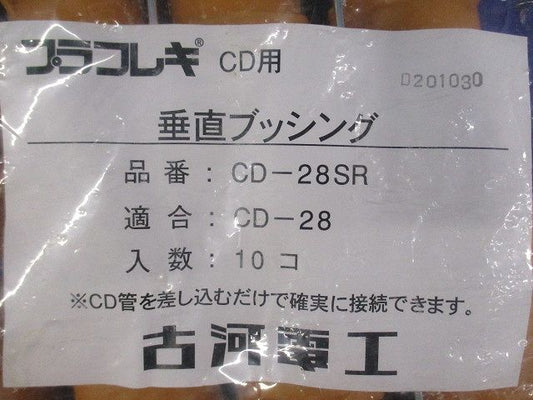 プラフレキ® CD用
D201030
垂直ブッシング
品番：CD－28SR
適合：CD－28
入数：10コ
※CD管を差し込むだけで確実に接続できます。
古河電工